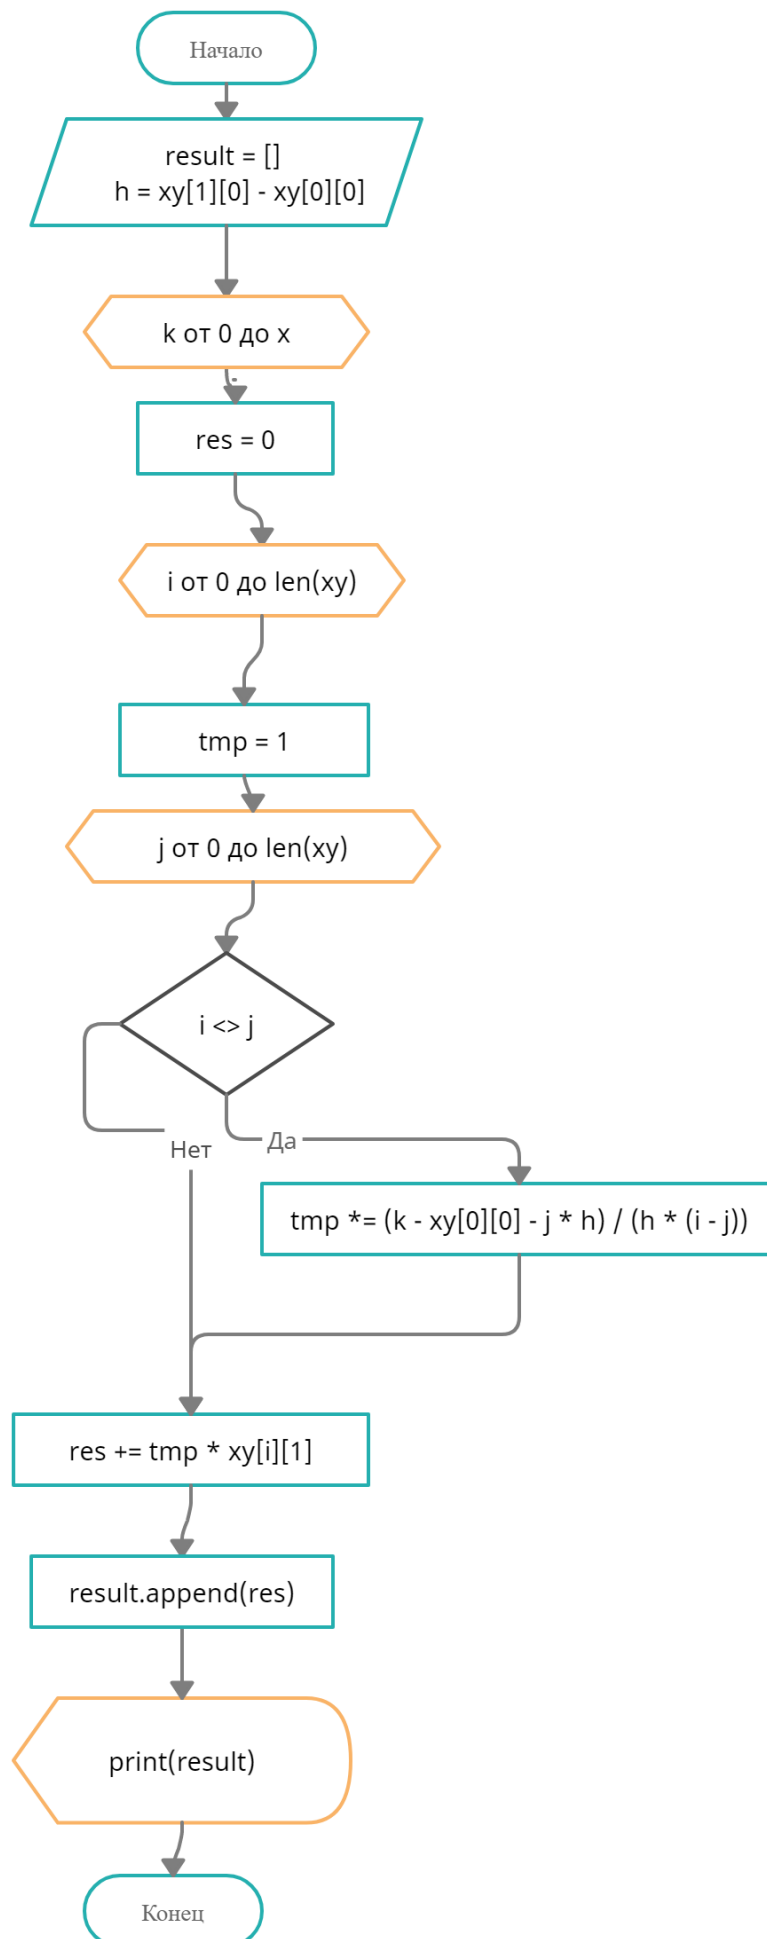 Начало
result = []
h = xy[1][0] - xy[0][0]
k от 0 до x
res = 0
i от 0 до len(xy)
tmp = 1
j от 0 до len(xy)
i <> j
Да
Нет
tmp *= (k - xy[0][0] - j * h) / (h * (i - j))
res += tmp * xy[i][1]
result.append(res)
print(result)
Конец